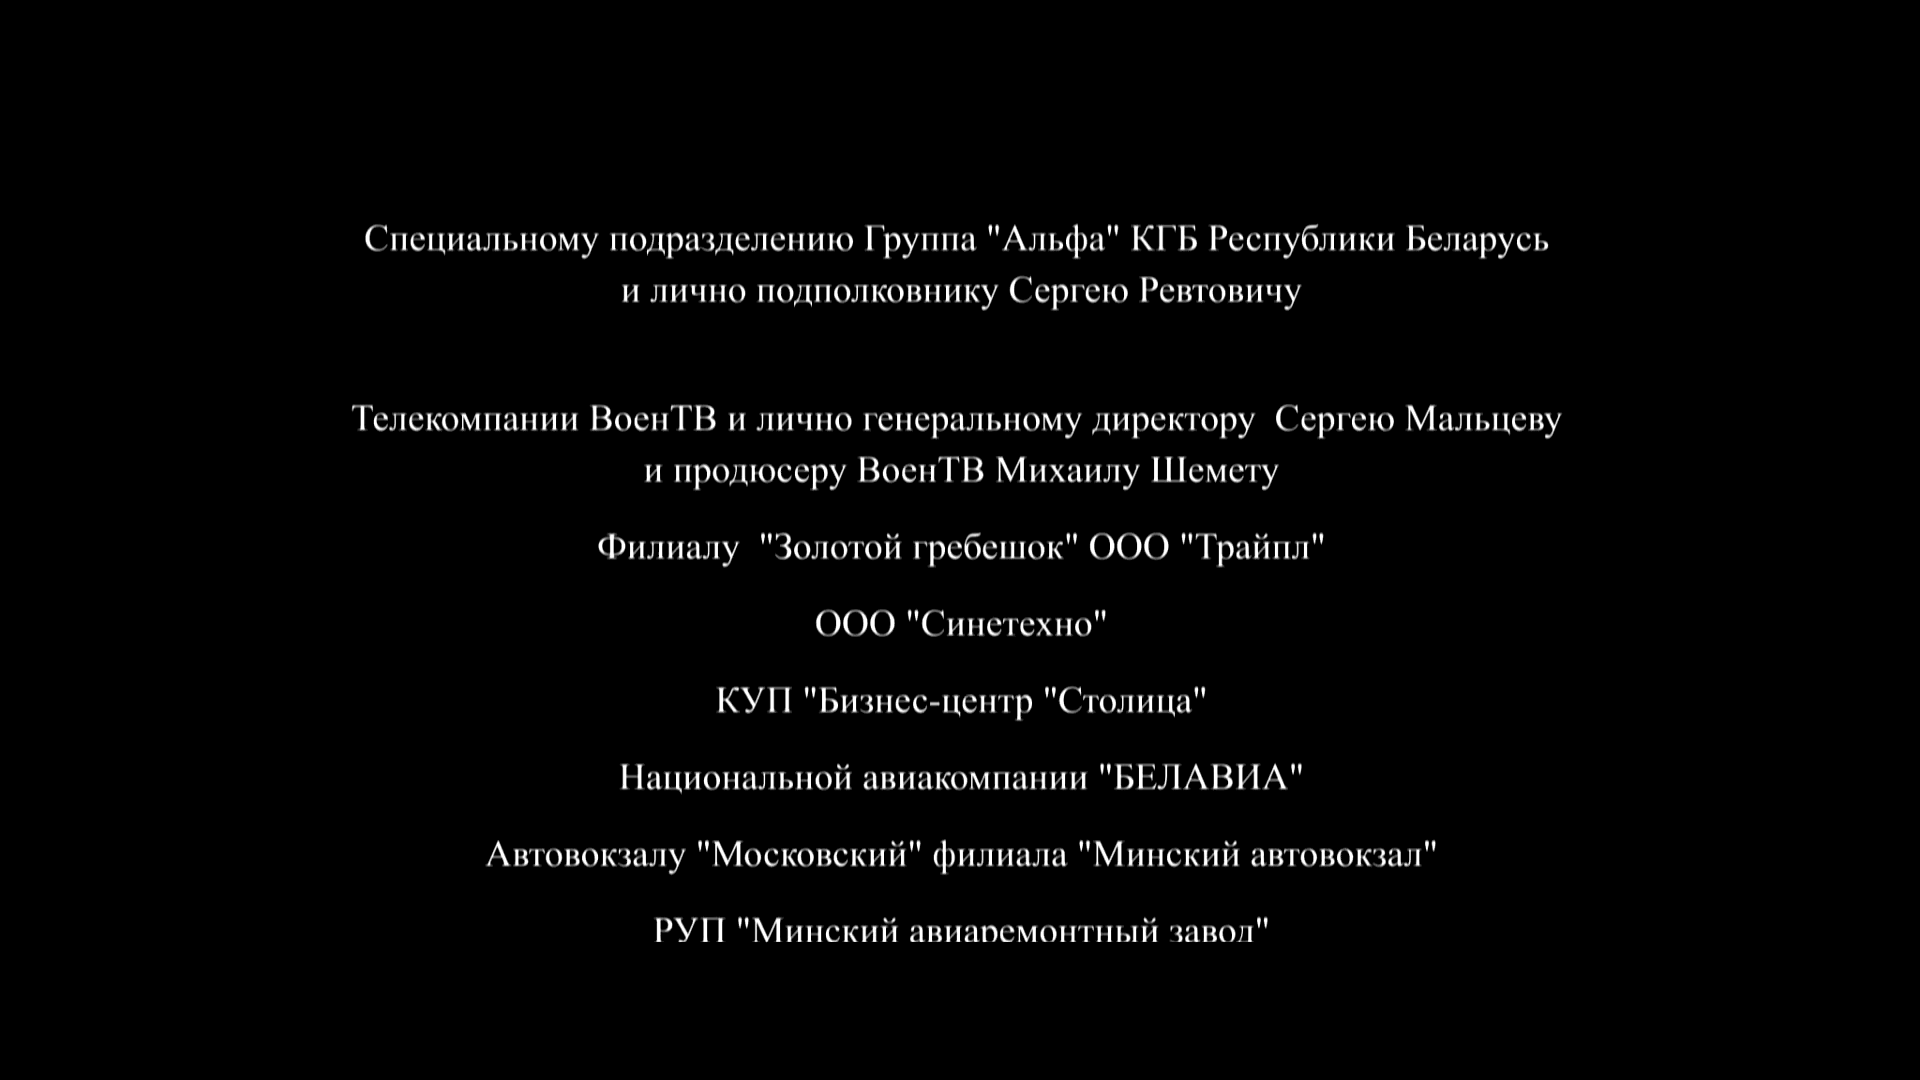 Специальному подразделению Группа "Альфа" КГБ Республики Беларусь
и лично подполковнику Сергею Ревтовичу
Телекомпании ВоенТВ и лично генеральному директору  Сергею Мальцеву
и продюсеру ВоенТВ Михаилу Шемету
Филиалу  "Золотой гребешок" ООО "Трайпл"
ООО "Синетехно"
КУП "Бизнес-центр "Столица"
Национальной авиакомпании "БЕЛАВИА"
Автовокзалу "Московский" филиала "Минский автовокзал"
РУП "Минский авиаремонтный завод"